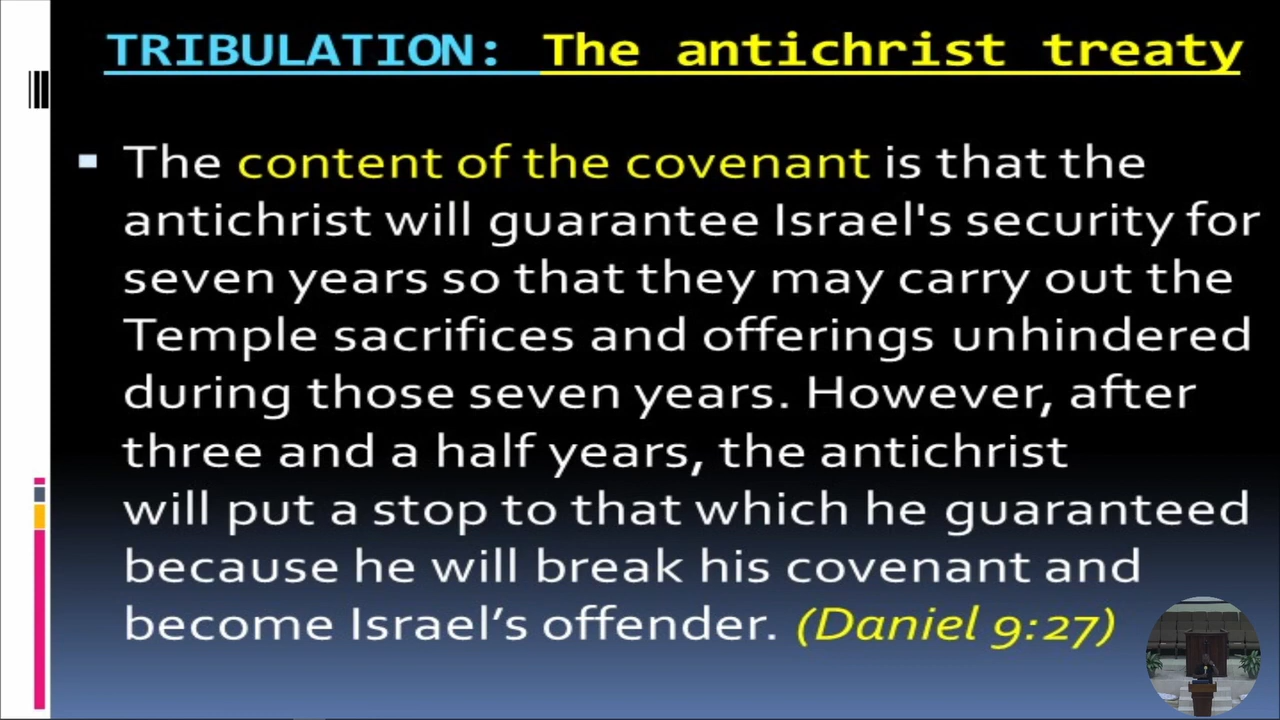 TRIBULATION: The antichrist treaty
The content of the covenant is that the
antichrist will guarantee Israel's security for
seven years so that they may carry out the
Temple sacrifices and offerings unhindered
during those seven years. However, after
three and a half years, the antichrist
will put a stop to that which he guaranteed
because he will break his covenant and
become Israel’s offender. (Daniel 9:27)